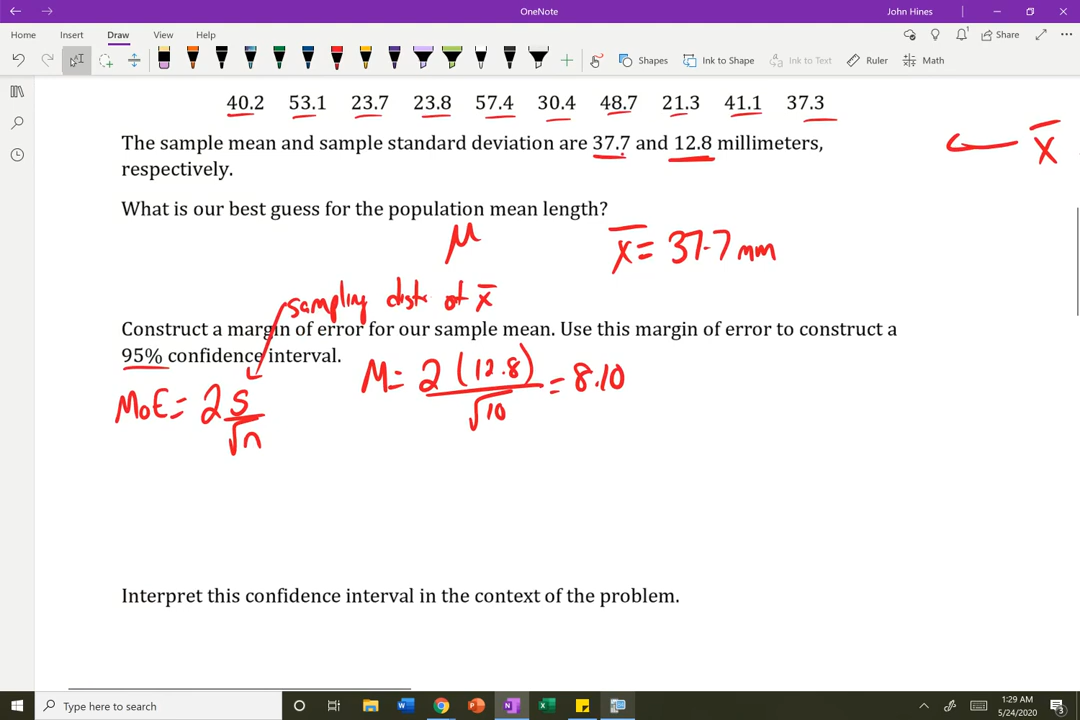 OneNote
John Hines
Home Insert Draw View Help
Share
Shapes Ink to Shape Ink to Text Ruler Math
40.2 53.1 23.7 23.8 57.4 30.4 48.7 21.3 41.1 37.3
The sample mean and sample standard deviation are 37.7 and 12.8 millimeters,
respectively.
x̄
What is our best guess for the population mean length?
μ
x̄ = 37.7 mm
sampling dist of x̄
Construct a margin of error for our sample mean. Use this margin of error to construct a
95% confidence interval.
MoE = 2 s/√n
M = 2 (12.8)/√10 = 8.10
Interpret this confidence interval in the context of the problem.
Type here to search
1:29 AM
5/24/2020
3